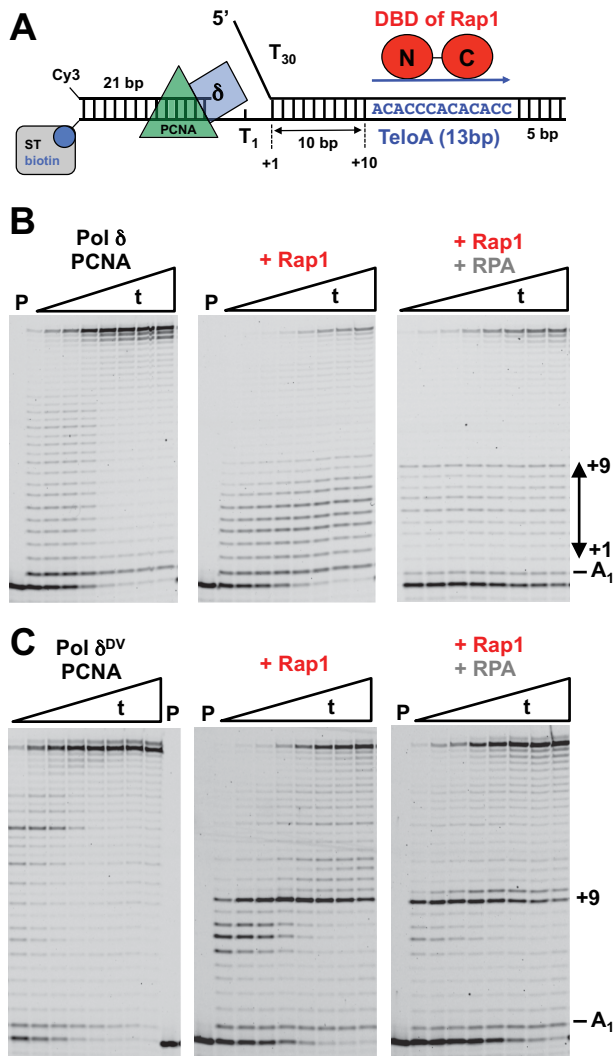 A
5’
DBD of Rap1
T30
N C
Cy3
21 bp
δ
ACACCCACACACC
PCNA
ST
biotin
T1
10 bp
TeloA (13bp)
5 bp
+1
+10
B
Pol δ
PCNA
+ Rap1
+ Rap1
+ RPA
P
t
P
t
P
t
+9
+1
A1
C
Pol δDV
PCNA
+ Rap1
+ Rap1
+ RPA
t
P
P
t
P
t
+9
A1